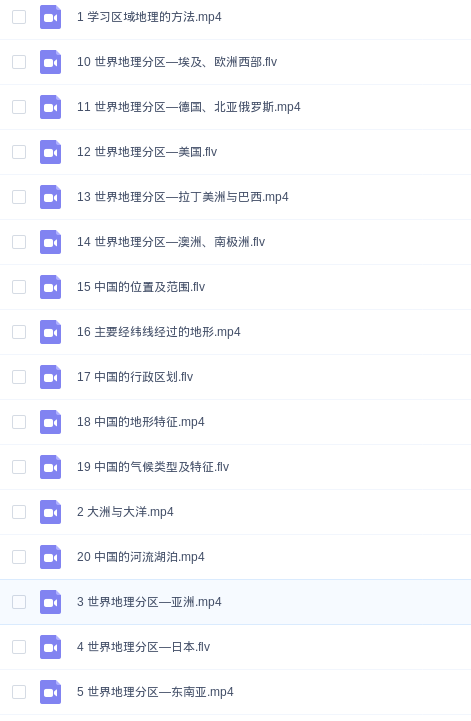 1 学习区域地理的方法.mp4
10 世界地理分区—埃及、欧洲西部.flv
11 世界地理分区—德国、北亚俄罗斯.mp4
12 世界地理分区—美国.flv
13 世界地理分区—拉丁美洲与巴西.mp4
14 世界地理分区—澳洲、南极洲.flv
15 中国的位置及范围.flv
16 主要经纬线经过的地形.mp4
17 中国的行政区划.flv
18 中国的地形特征.mp4
19 中国的气候类型及特征.flv
2 大洲与大洋.mp4
20 中国的河流湖泊.mp4
3 世界地理分区—亚洲.mp4
4 世界地理分区—日本.flv
5 世界地理分区—东南亚.mp4